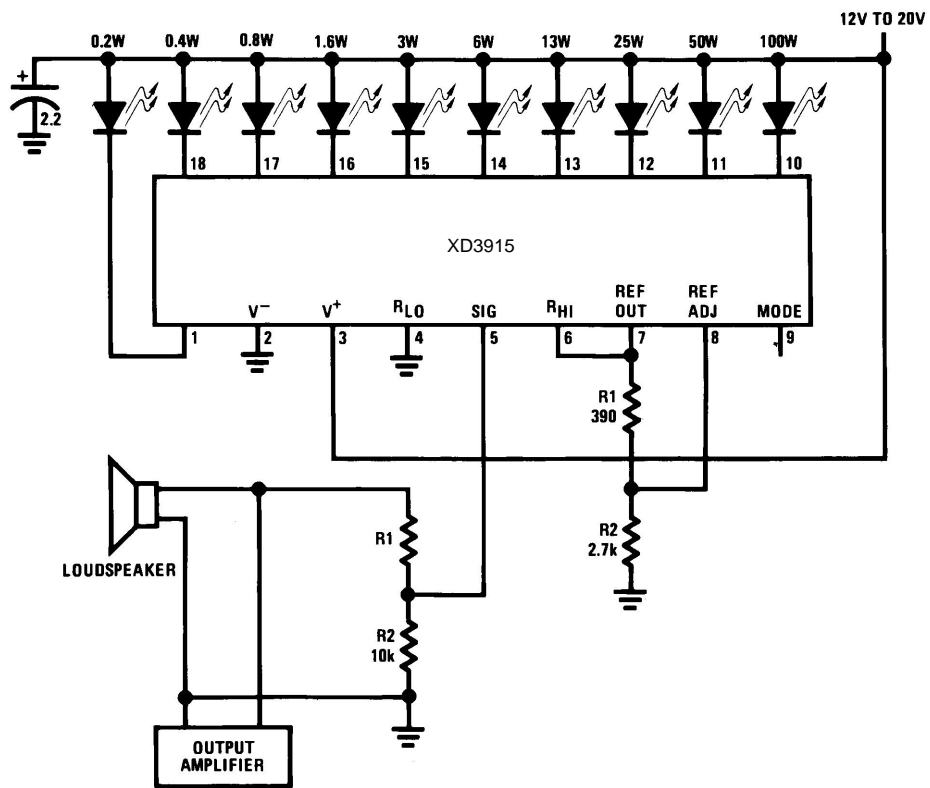 12V TO 20V
0.2W 0.4W 0.8W 1.6W 3W 6W 13W 25W 50W 100W
+
2.2
18 17 16 15 14 13 12 11 10
XD3915
V− V+ RLO SIG RHI REF OUT REF ADJ MODE
1 2 3 4 5 6 7 8 9
R1
390
R2
2.7k
LOUDSPEAKER
R1
R2
10k
OUTPUT
AMPLIFIER